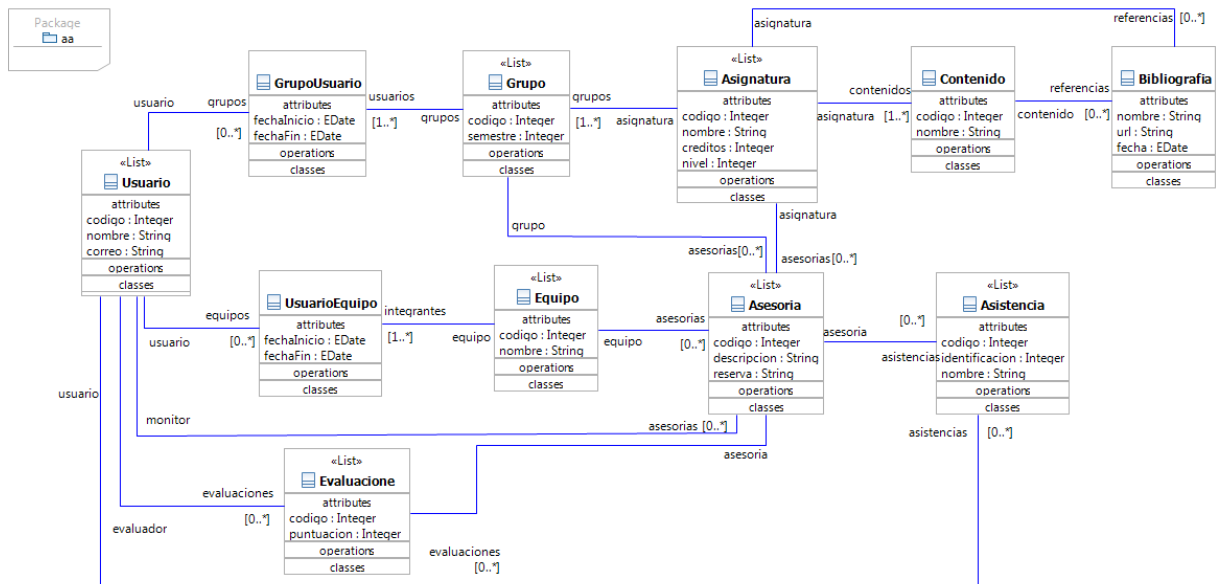 Package
aa
asignatura
referencias [0..*]
GrupoUsuario
attributes
fechaInicio : EDate
fechaFin : EDate
operations
classes
usuario
grupos
[0..*]
usuarios
[1..*]
grupos
«List»
Grupo
attributes
codigo : Integer
semestre : Integer
operations
classes
grupos
[1..*]
asignatura
«List»
Asignatura
attributes
codigo : Integer
nombre : String
creditos : Integer
nivel : Integer
operations
classes
contenidos
asignatura [1..*]
Contenido
attributes
codigo : Integer
nombre : String
operations
classes
referencias
contenido [0..*]
Bibliografia
attributes
nombre : String
url : String
fecha : EDate
operations
classes
«List»
Usuario
attributes
codigo : Integer
nombre : String
correo : String
operations
classes
grupo
asesorias[0..*]
asignatura
asesorias[0..*]
equipos
usuario [0..*]
UsuarioEquipo
attributes
fechaInicio : EDate
fechaFin : EDate
operations
classes
integrantes
[1..*]
equipo
«List»
Equipo
attributes
codigo : Integer
nombre : String
operations
classes
asesorias
equipo [0..*]
«List»
Asesoria
attributes
codigo : Integer
descripcion : String
reserva : String
operations
classes
asesoria
[0..*]
asistencias
«List»
Asistencia
attributes
codigo : Integer
identificacion : Integer
nombre : String
operations
classes
usuario
monitor
asesorias [0..*]
asesoria
asistencias [0..*]
evaluaciones
[0..*]
evaluador
«List»
Evaluacione
attributes
codigo : Integer
puntuacion : Integer
operations
classes
evaluaciones
[0..*]